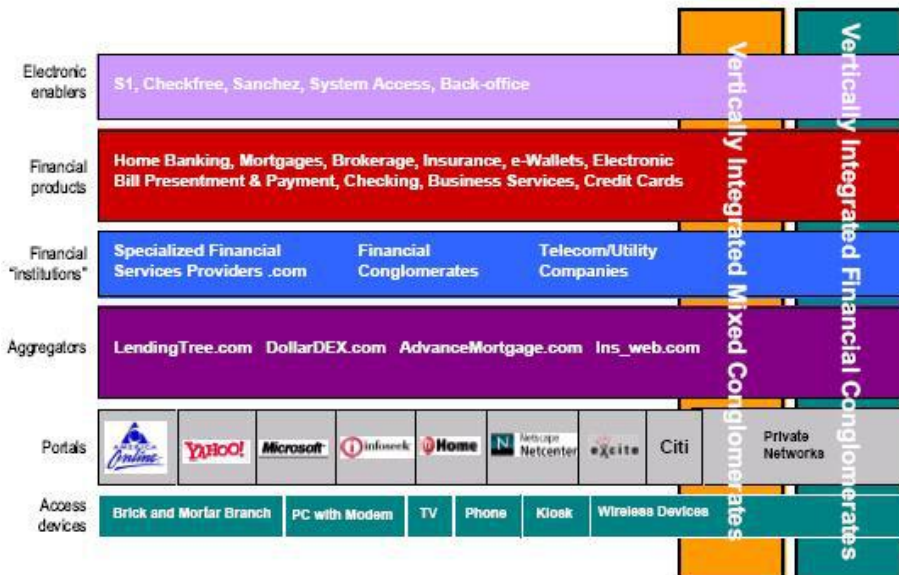 Electronic
enablers
S1, Checkfree, Sanchez, System Access, Back-office
Financial
products
Home Banking, Mortgages, Brokerage, Insurance, e-Wallets, Electronic
Bill Presentment & Payment, Checking, Business Services, Credit Cards
Financial
"institutions"
Specialized Financial
Services Providers .com
Financial
Conglomerates
Telecom/Utility
Companies
Aggregators
LendingTree.com DollarDEX.com AdvanceMortgage.com Ins_web.com
Portals
AMERICA
Online
YAHOO!
Microsoft
infoseek
@Home
N
Netscape
Netcenter
excite
Citi
Private
Networks
Access
devices
Brick and Mortar Branch
PC with Modem
TV
Phone
Kiosk
Wireless Devices
Vertically Integrated Mixed Conglomerates
Vertically Integrated Financial Conglomerates